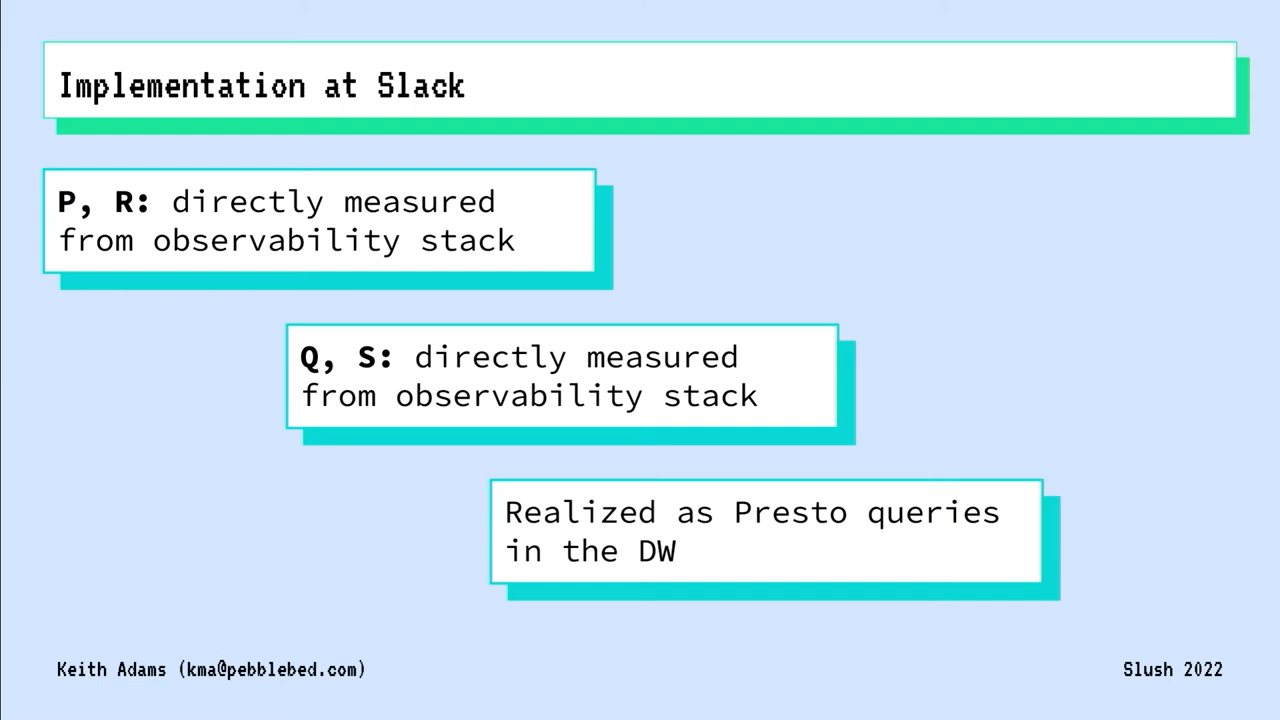 Implementation at Slack
P, R: directly measured
from observability stack
Q, S: directly measured
from observability stack
Realized as Presto queries
in the DW
Keith Adams (kma@pebblebed.com)
Slush 2022